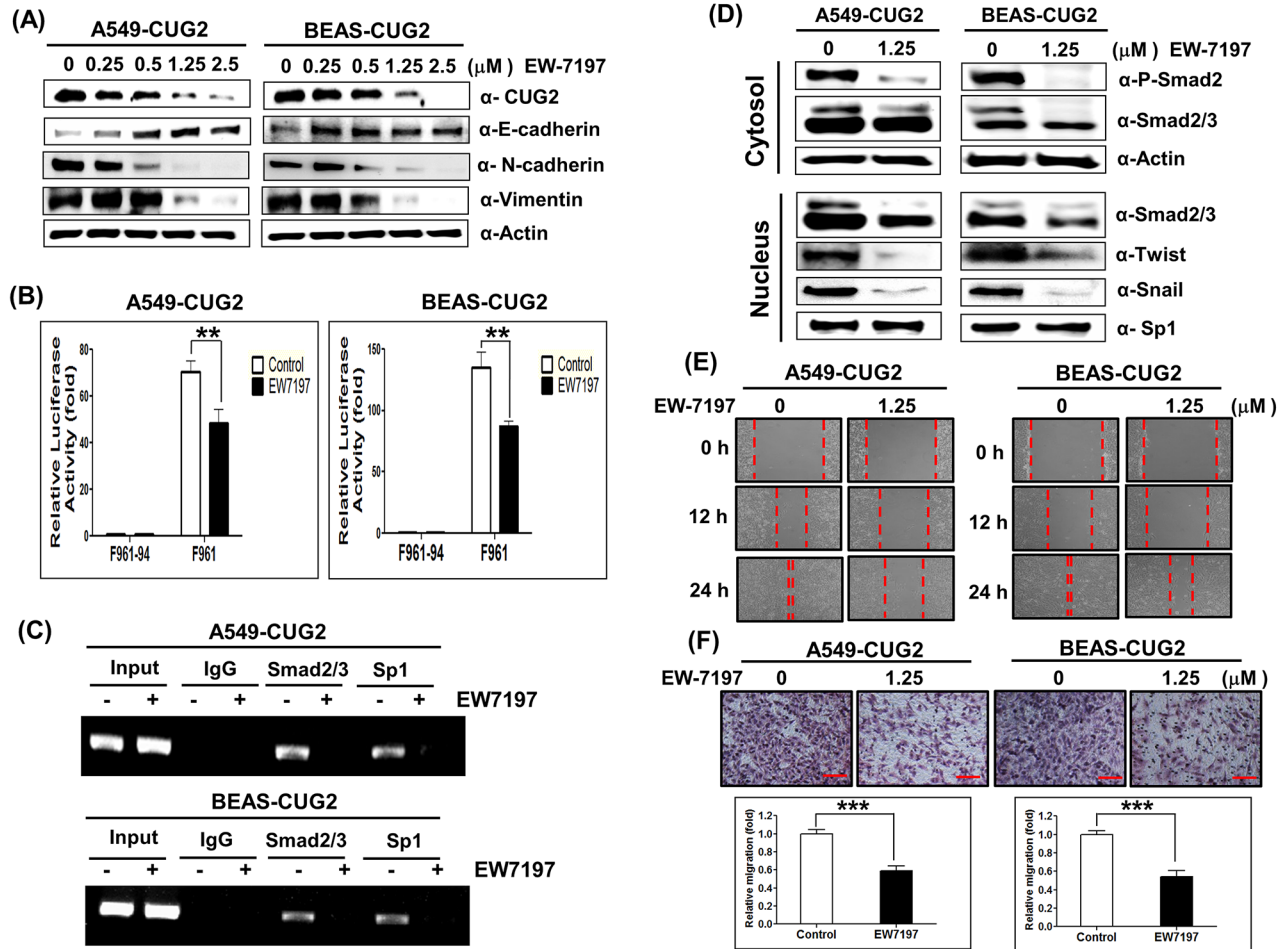 (A)
A549-CUG2 BEAS-CUG2
0 0.25 0.5 1.25 2.5 0 0.25 0.5 1.25 2.5 (μM ) EW-7197
α- CUG2
α-E-cadherin
α- N-cadherin
α-Vimentin
α-Actin
(B)
A549-CUG2
Relative Luciferase
Activity (fold)
80
60
40
20
0
**
Control
EW7197
F961-94 F961
BEAS-CUG2
Relative Luciferase
Activity (fold)
150
100
50
0
**
Control
EW7197
F961-94 F961
(C)
A549-CUG2
Input IgG Smad2/3 Sp1
- + - + - + - + EW7197
BEAS-CUG2
Input IgG Smad2/3 Sp1
- + - + - + - + EW7197
(D)
A549-CUG2 BEAS-CUG2
0 1.25 0 1.25 (μM ) EW-7197
Cytosol
α-P-Smad2
α-Smad2/3
α-Actin
Nucleus
α-Smad2/3
α-Twist
α-Snail
α- Sp1
(E)
A549-CUG2 BEAS-CUG2
EW-7197 0 1.25 0 1.25 (μM )
0 h 0 h
12 h 12 h
24 h 24 h
(F)
A549-CUG2 BEAS-CUG2
EW-7197 0 1.25 0 1.25 (μM )
Relative migration (fold)
1.2
1.0
0.8
0.6
0.4
0.2
0.0
***
Control EW7197
Relative migration (fold)
1.2
1.0
0.8
0.6
0.4
0.2
0.0
***
Control EW7197